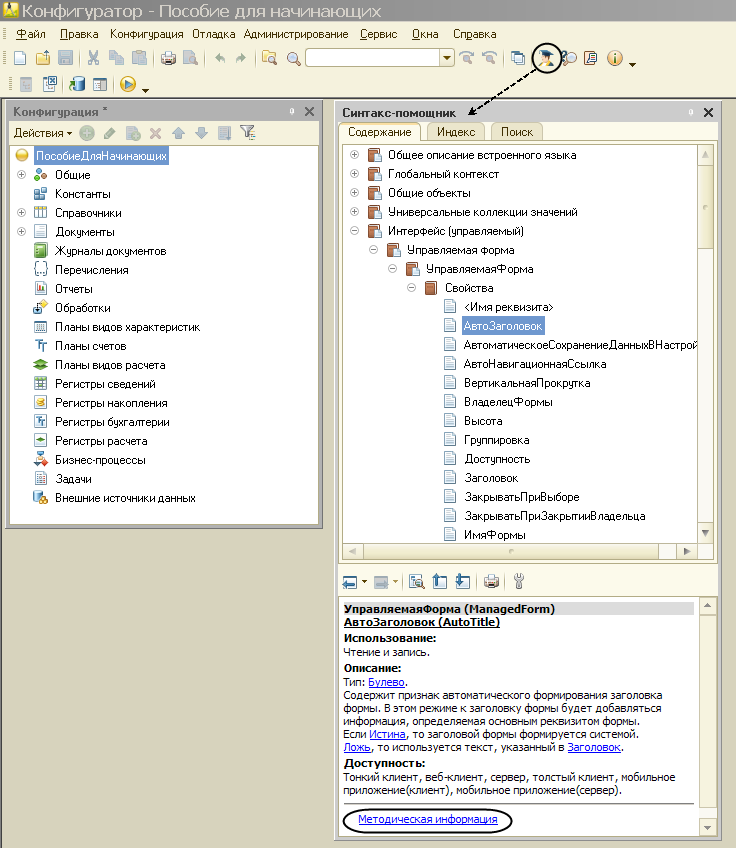 Конфигуратор - Пособие для начинающих
Файл Правка Конфигурация Отладка Администрирование Сервис Окна Справка
Конфигурация *
Действия
ПособиеДляНачинающих
Общие
Константы
Справочники
Документы
Журналы документов
Перечисления
Отчеты
Обработки
Планы видов характеристик
Планы счетов
Планы видов расчета
Регистры сведений
Регистры накопления
Регистры бухгалтерии
Регистры расчета
Бизнес-процессы
Задачи
Внешние источники данных
Синтакс-помощник
Содержание Индекс Поиск
Общее описание встроенного языка
Глобальный контекст
Общие объекты
Универсальные коллекции значений
Интерфейс (управляемый)
Управляемая форма
УправляемаяФорма
Свойства
<Имя реквизита>
АвтоЗаголовок
АвтоматическоеСохранениеДанныхВНастрой
АвтоНавигационнаяСсылка
ВертикальнаяПрокрутка
ВладелецФормы
Высота
Группировка
Доступность
Заголовок
ЗакрыватьПриВыборе
ЗакрыватьПриЗакрытииВладельца
ИмяФормы
УправляемаяФорма (ManagedForm)
АвтоЗаголовок (AutoTitle)
Использование:
Чтение и запись.
Описание:
Тип: Булево.
Содержит признак автоматического формирования заголовка
формы. В этом режиме к заголовку формы будет добавляться
информация, определяемая основным реквизитом формы.
Если Истина, то заголовой формы формируется системой.
Ложь, то используется текст, указанный в Заголовок.
Доступность:
Тонкий клиент, веб-клиент, сервер, толстый клиент, мобильное
приложение(клиент), мобильное приложение(сервер).
Методическая информация